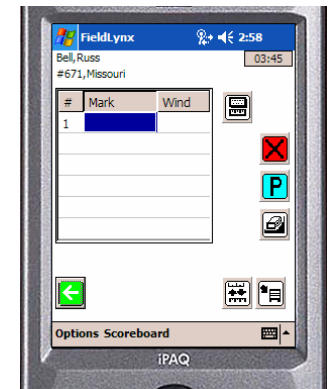 FieldLynx 2:58
Bell, Russ 03:45
#671, Missouri
# Mark Wind
1
P
Options Scoreboard
iPAQ